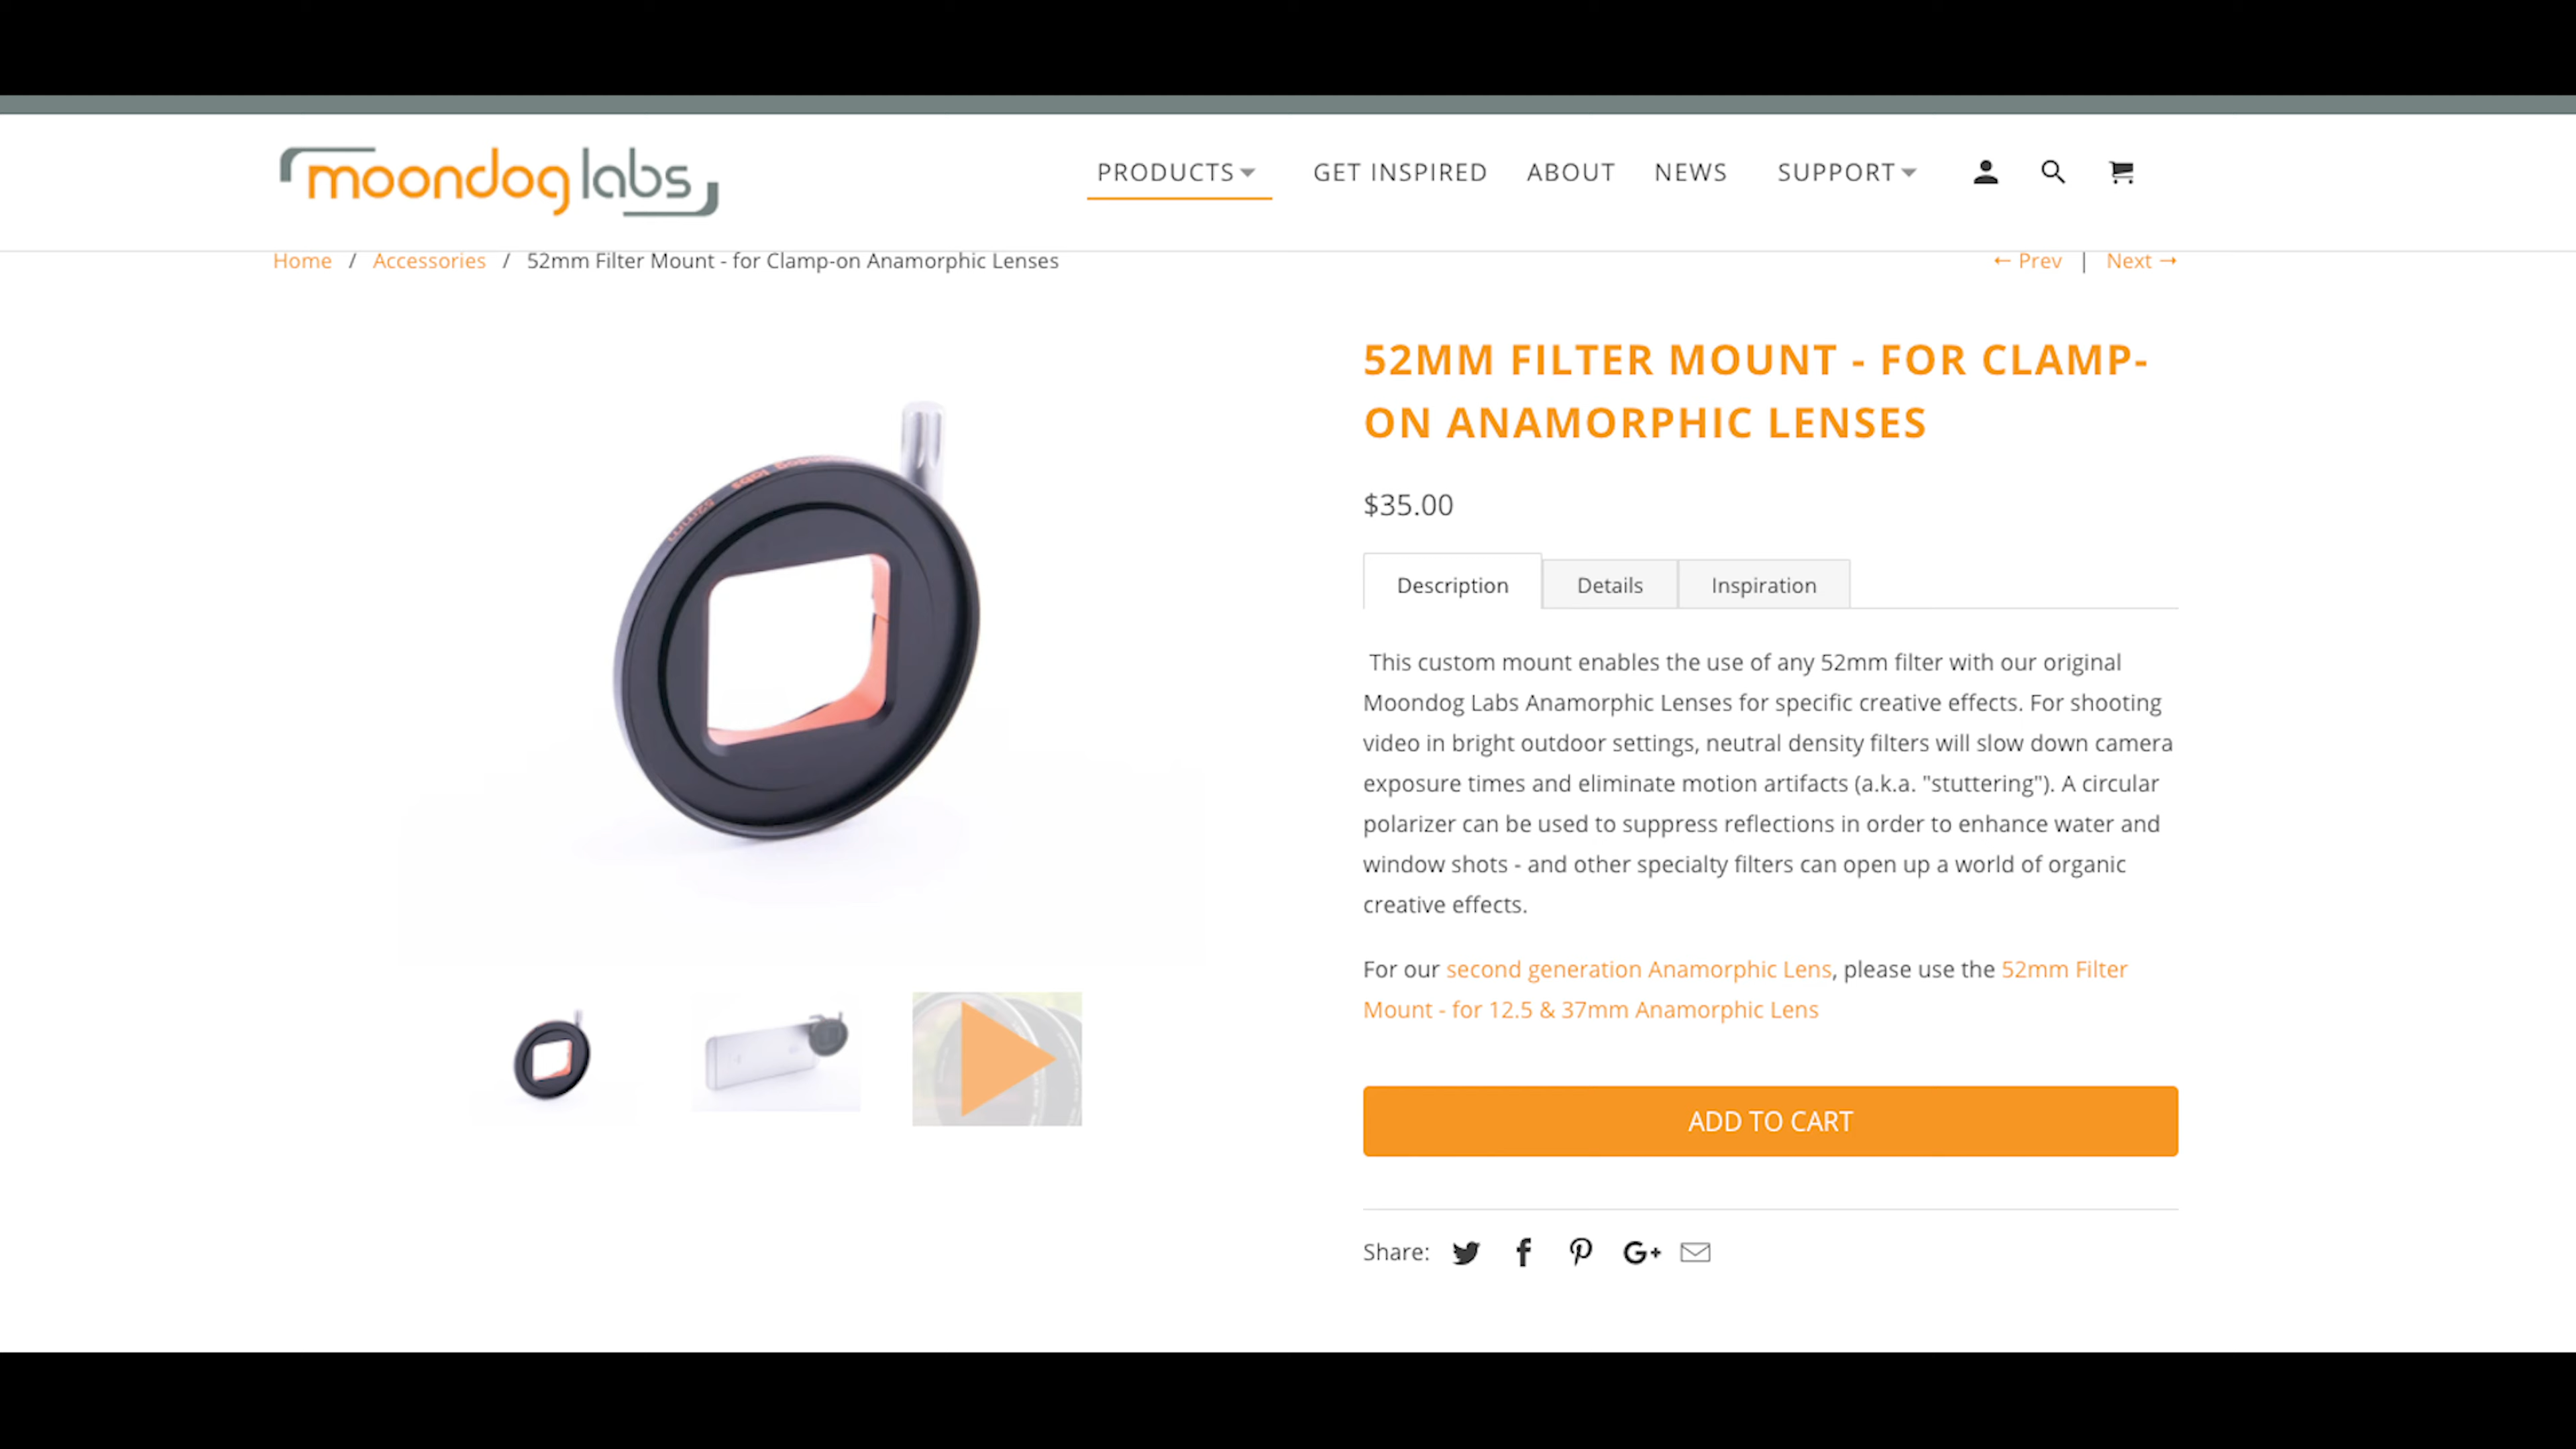 moondog labs
PRODUCTS
GET INSPIRED
ABOUT
NEWS
SUPPORT
Home / Accessories / 52mm Filter Mount - for Clamp-on Anamorphic Lenses
← Prev | Next →
52MM FILTER MOUNT - FOR CLAMP-
ON ANAMORPHIC LENSES
$35.00
Description
Details
Inspiration
This custom mount enables the use of any 52mm filter with our original
Moondog Labs Anamorphic Lenses for specific creative effects. For shooting
video in bright outdoor settings, neutral density filters will slow down camera
exposure times and eliminate motion artifacts (a.k.a. "stuttering"). A circular
polarizer can be used to suppress reflections in order to enhance water and
window shots - and other specialty filters can open up a world of organic
creative effects.
For our second generation Anamorphic Lens, please use the 52mm Filter
Mount - for 12.5 & 37mm Anamorphic Lens
ADD TO CART
Share:
G+
moondog labs
52mm